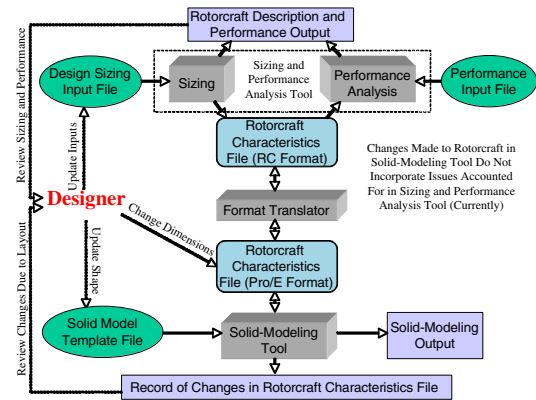 Rotorcraft Description and
Performance Output
Design Sizing
Input File
Sizing
Sizing and
Performance
Analysis Tool
Performance
Analysis
Performance
Input File
Review Sizing and Performance
Update Inputs
Rotorcraft
Characteristics
File (RC Format)
Changes Made to Rotorcraft in
Solid-Modeling Tool Do Not
Incorporate Issues Accounted
For in Sizing and Performance
Analysis Tool (Currently)
Designer
Format Translator
Change Dimensions
Update Shape
Review Changes Due to Layout
Rotorcraft
Characteristics
File (Pro/E Format)
Solid Model
Template File
Solid-Modeling
Tool
Solid-Modeling
Output
Record of Changes in Rotorcraft Characteristics File